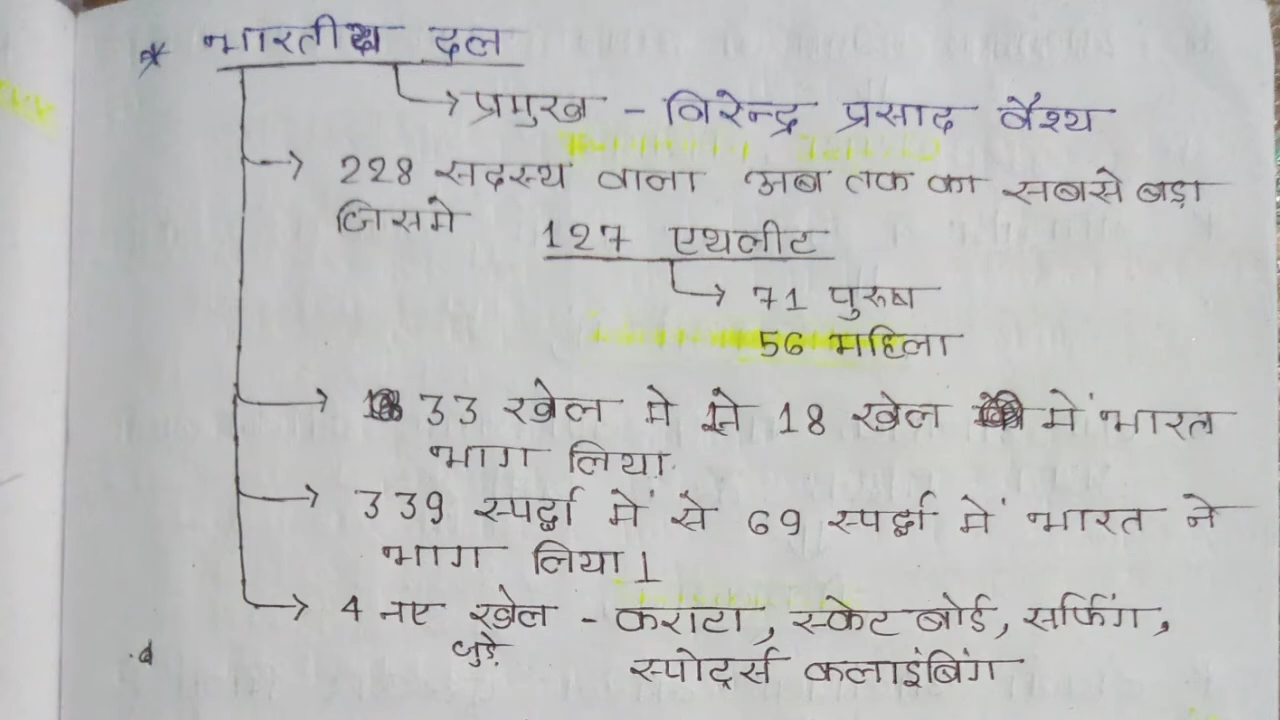 * भारतीय दल
प्रमुख - बिरेन्द्र प्रसाद बैश्य
228 सदस्य वाला अब तक का सबसे बड़ा
जिसमे
127 एथलीट
71 पुरुष
56 महिला
33 खेल मे से 18 खेल में भारत
भाग लिया
339 स्पर्द्धा में से 69 स्पर्द्धा में भारत ने
भाग लिया।
4 नए खेल - कराटा, स्केट बोर्ड, सर्फिंग,
जुड़े
स्पोर्ट्स कलाइंबिंग